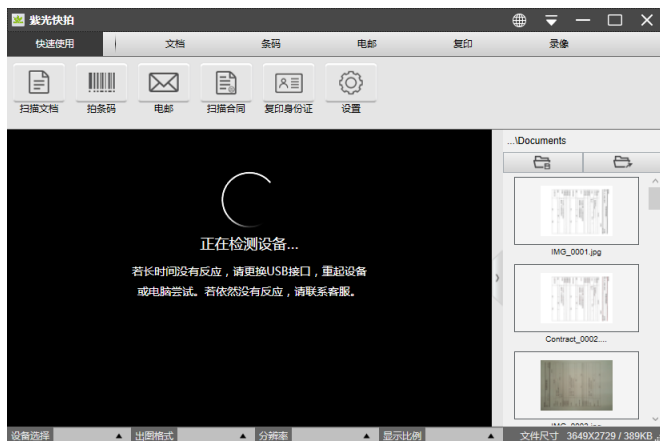 紫光快拍
快速使用 文档 条码 电邮 复印 录像
扫描文档 拍条码 电邮 扫描合同 复印身份证 设置
...\Documents
正在检测设备...
若长时间没有反应，请更换USB接口，重起设备
或电脑尝试。若依然没有反应，请联系客服。
IMG_0001.jpg
Contract_0002....
设备选择 出图格式 分辨率 显示比例 文件尺寸 3649X2729 / 389KB